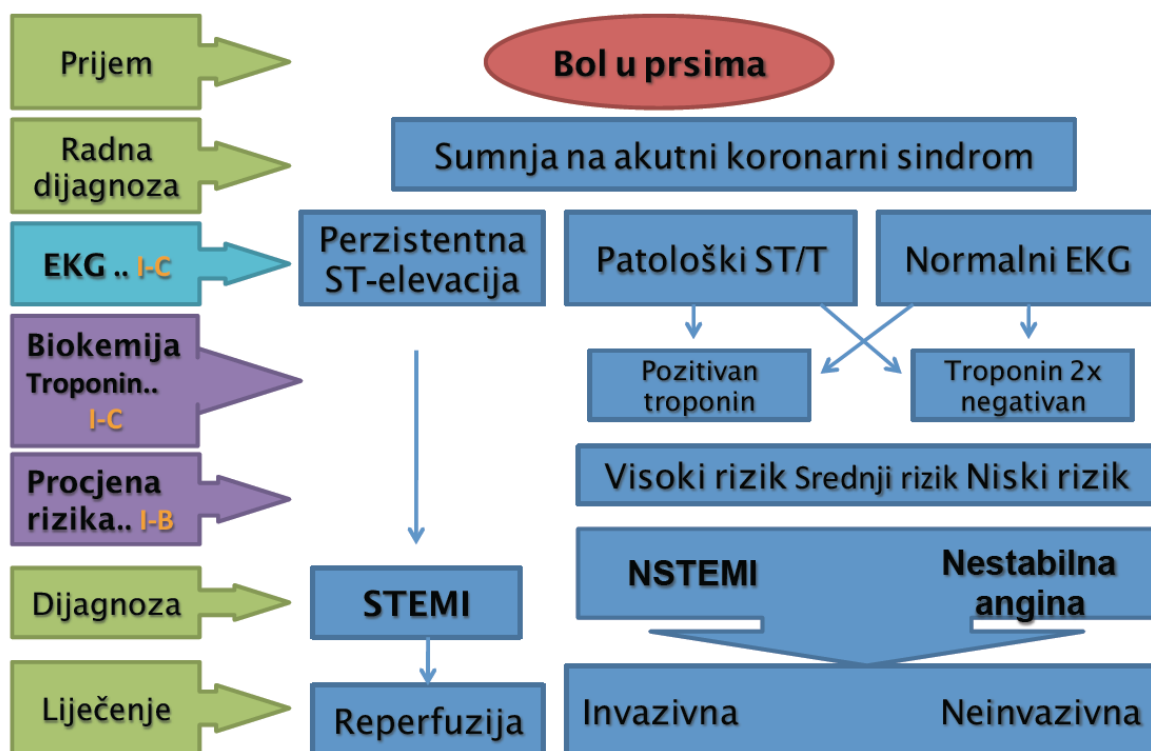 Prijem
Bol u prsima
Radna
dijagnoza
Sumnja na akutni koronarni sindrom
EKG .. I-C
Perzistentna
ST-elevacija
Patološki ST/T
Normalni EKG
Biokemija
Troponin..
I-C
Pozitivan
troponin
Troponin 2x
negativan
Procjena
rizika.. I-B
Visoki rizik Srednji rizik Niski rizik
Dijagnoza
STEMI
NSTEMI
Nestabilna
angina
Liječenje
Reperfuzija
Invazivna
Neinvazivna